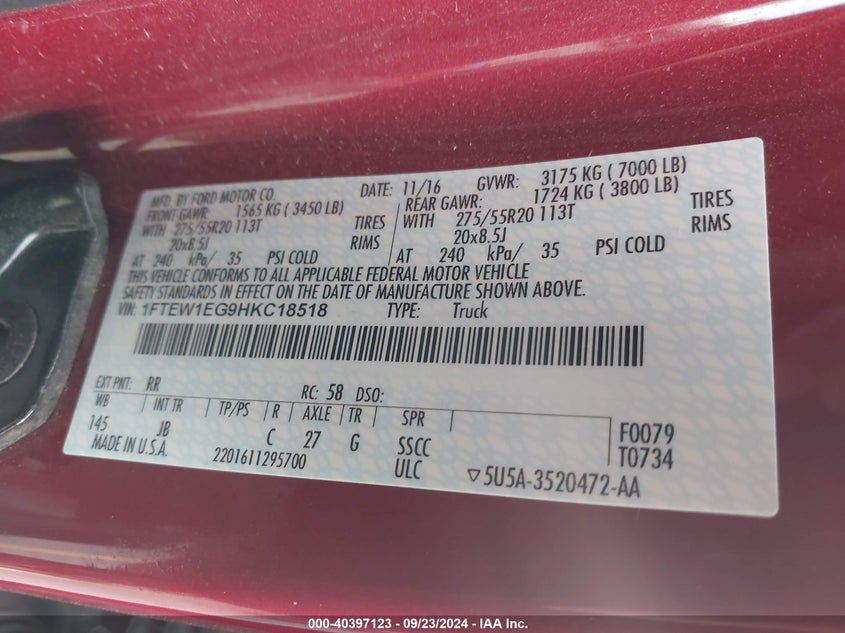 MFD. BY FORD MOTOR CO. DATE: 11/16 GVWR: 3175 KG ( 7000 LB)
FRONT GAWR: 1565 KG ( 3450 LB) REAR GAWR: 1724 KG ( 3800 LB)
WITH 275/55R20 113T TIRES WITH 275/55R20 113T TIRES
20x8.5J RIMS 20x8.5J RIMS
AT 240 kPa/ 35 PSI COLD AT 240 kPa/ 35 PSI COLD
THIS VEHICLE CONFORMS TO ALL APPLICABLE FEDERAL MOTOR VEHICLE
SAFETY STANDARDS IN EFFECT ON THE DATE OF MANUFACTURE SHOWN ABOVE.
VIN: 1FTEW1EG9HKC18518 TYPE: Truck
EXT PNT: RR RC: 58 DSO:
WB INT TR TP/PS R AXLE TR SPR F0079
145 JB C 27 G SSCC T0734
MADE IN U.S.A. 2201611295700 ULC ▽5U5A-3520472-AA
000-40397123 - 09/23/2024 - IAA Inc.